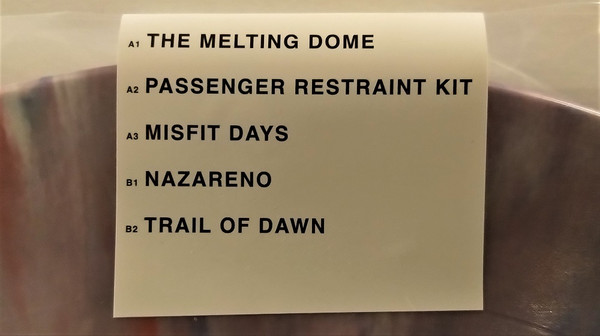 A1 THE MELTING DOME
A2 PASSENGER RESTRAINT KIT
A3 MISFIT DAYS
B1 NAZARENO
B2 TRAIL OF DAWN